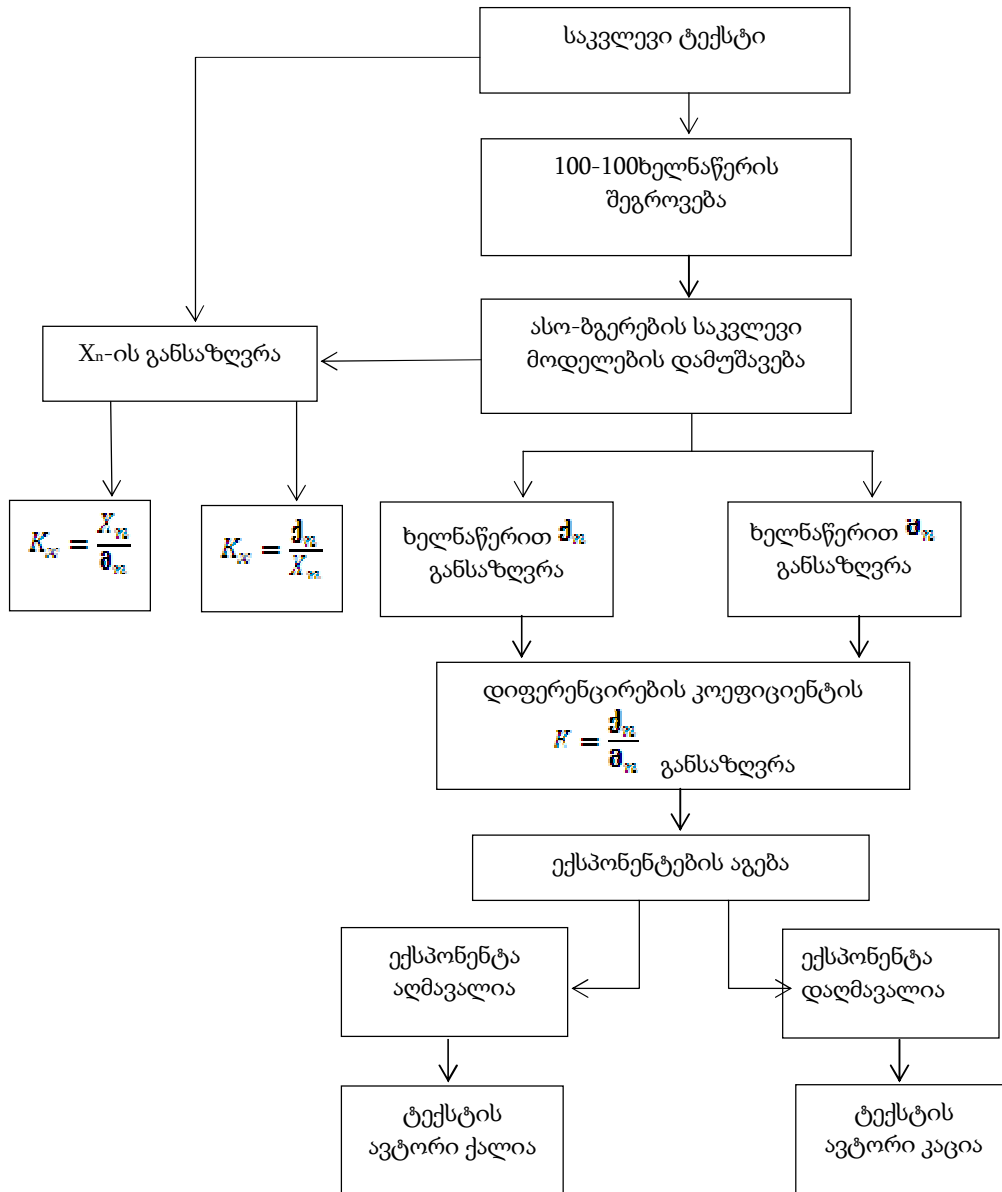 საკვლევი ტექსტი
100-100ხელნაწერის
შეგროვება
ასო-ბგერების საკვლევი
მოდელების დამუშავება
Xₙ-ის განსაზღვრა
Kₓ = Xₙ/მₙ
Kₓ = ქₙ/Xₙ
ხელნაწერით ქₙ
განსაზღვრა
ხელნაწერით მₙ
განსაზღვრა
დიფერენცირების კოეფიციენტის
K = ქₙ/მₙ განსაზღვრა
ექსპონენტების აგება
ექსპონენტა
აღმავალია
ექსპონენტა
დაღმავალია
ტექსტის
ავტორი ქალია
ტექსტის
ავტორი კაცია